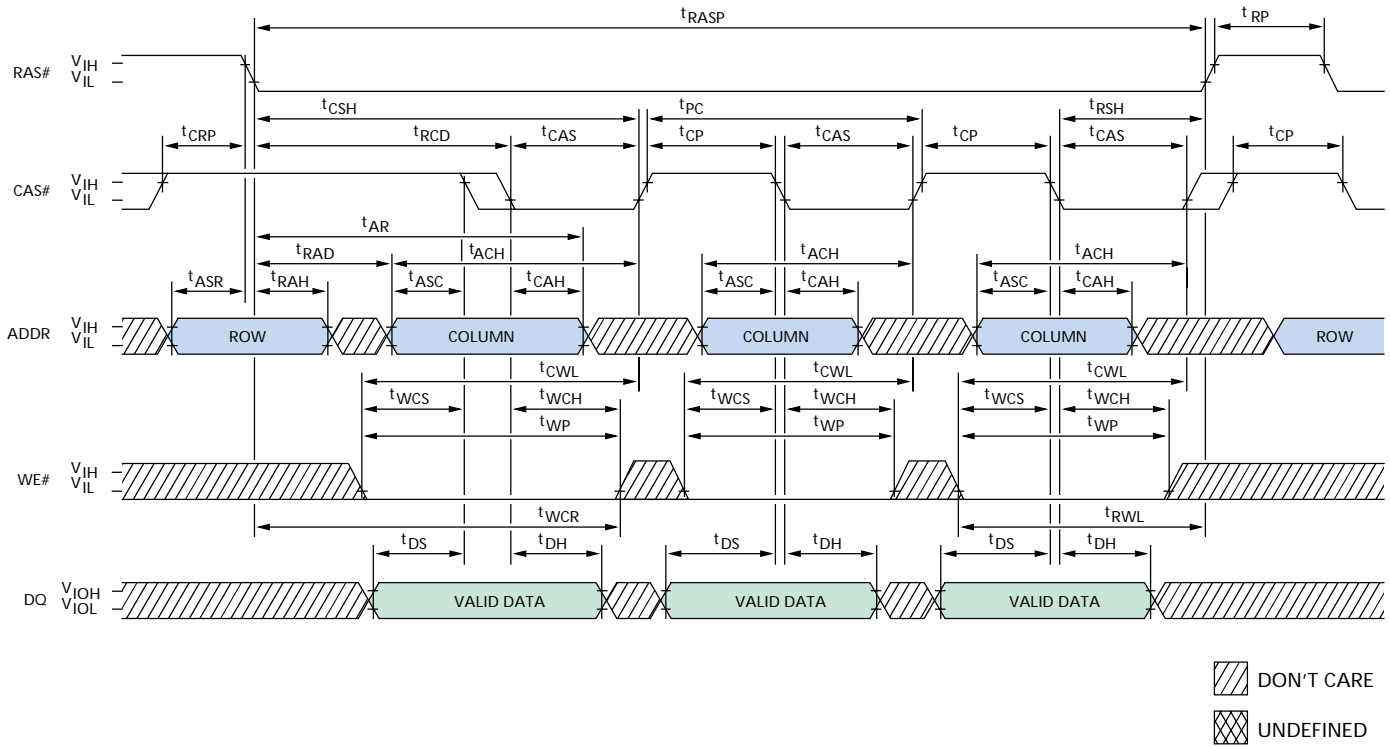 tRASP
tRP
RAS#
VIH
VIL
tCSH
tPC
tRSH
tCRP
tRCD
tCAS
tCP
tCAS
tCP
tCAS
tCP
CAS#
VIH
VIL
tAR
tRAD
tACH
tACH
tACH
tASR
tRAH
tASC
tCAH
tASC
tCAH
tASC
tCAH
ADDR
VIH
VIL
ROW
COLUMN
COLUMN
COLUMN
ROW
tCWL
tCWL
tCWL
tWCS
tWCH
tWCS
tWCH
tWCS
tWCH
tWP
tWP
tWP
WE#
VIH
VIL
tWCR
tRWL
tDS
tDH
tDS
tDH
tDS
tDH
DQ
VIOH
VIOL
VALID DATA
VALID DATA
VALID DATA
DON'T CARE
UNDEFINED